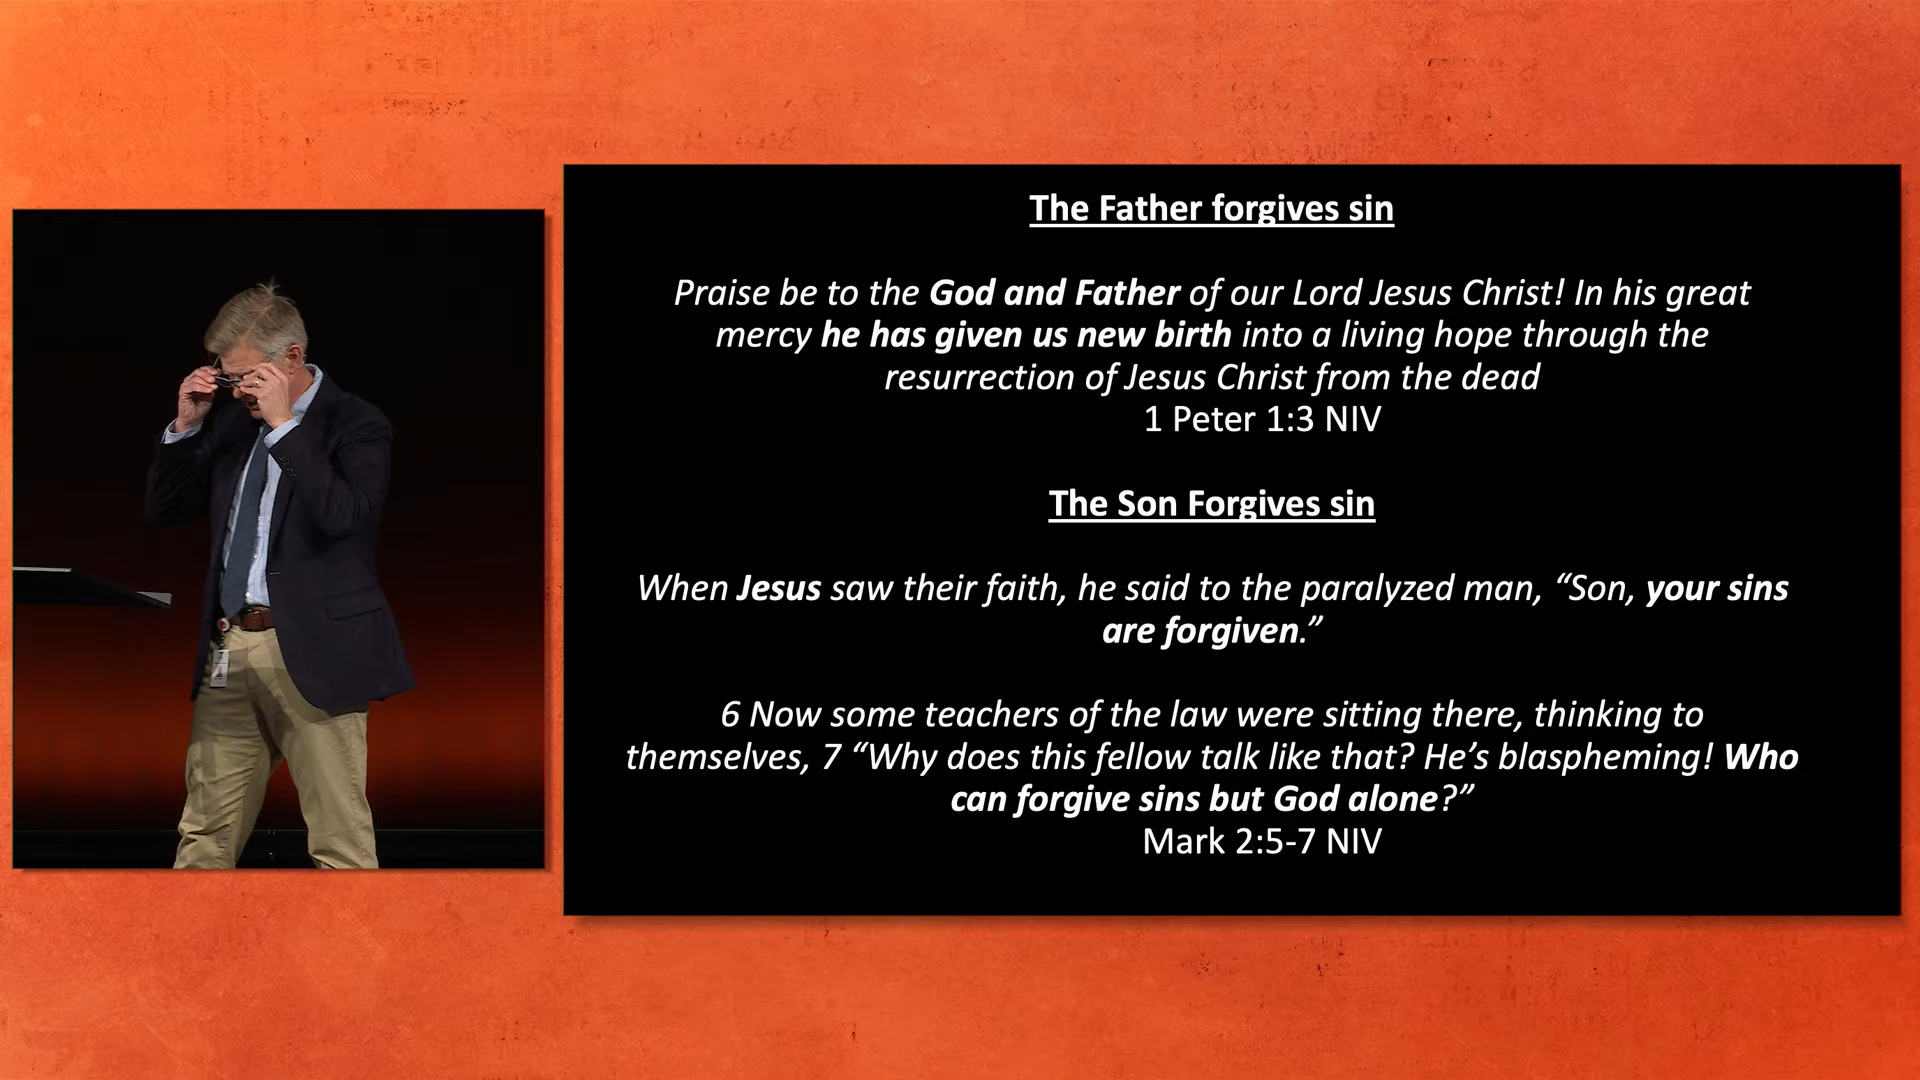 The Father forgives sin
Praise be to the God and Father of our Lord Jesus Christ! In his great
mercy he has given us new birth into a living hope through the
resurrection of Jesus Christ from the dead
1 Peter 1:3 NIV
The Son Forgives sin
When Jesus saw their faith, he said to the paralyzed man, “Son, your sins
are forgiven.”
6 Now some teachers of the law were sitting there, thinking to
themselves, 7 “Why does this fellow talk like that? He’s blaspheming! Who
can forgive sins but God alone?”
Mark 2:5-7 NIV